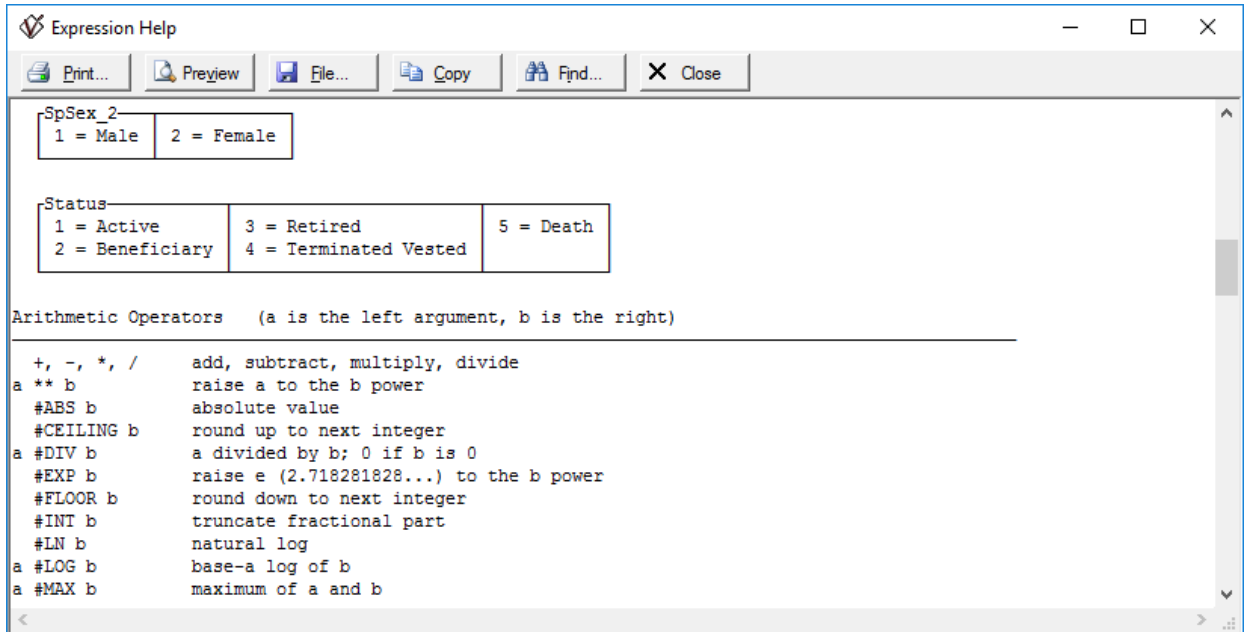 Expression Help
Print... Preview File... Copy Find... Close
SpSex_2
1 = Male 2 = Female
Status
1 = Active 3 = Retired 5 = Death
2 = Beneficiary 4 = Terminated Vested
Arithmetic Operators (a is the left argument, b is the right)
+, -, *, / add, subtract, multiply, divide
a ** b raise a to the b power
#ABS b absolute value
#CEILING b round up to next integer
a #DIV b a divided by b; 0 if b is 0
#EXP b raise e (2.718281828...) to the b power
#FLOOR b round down to next integer
#INT b truncate fractional part
#LN b natural log
a #LOG b base-a log of b
a #MAX b maximum of a and b